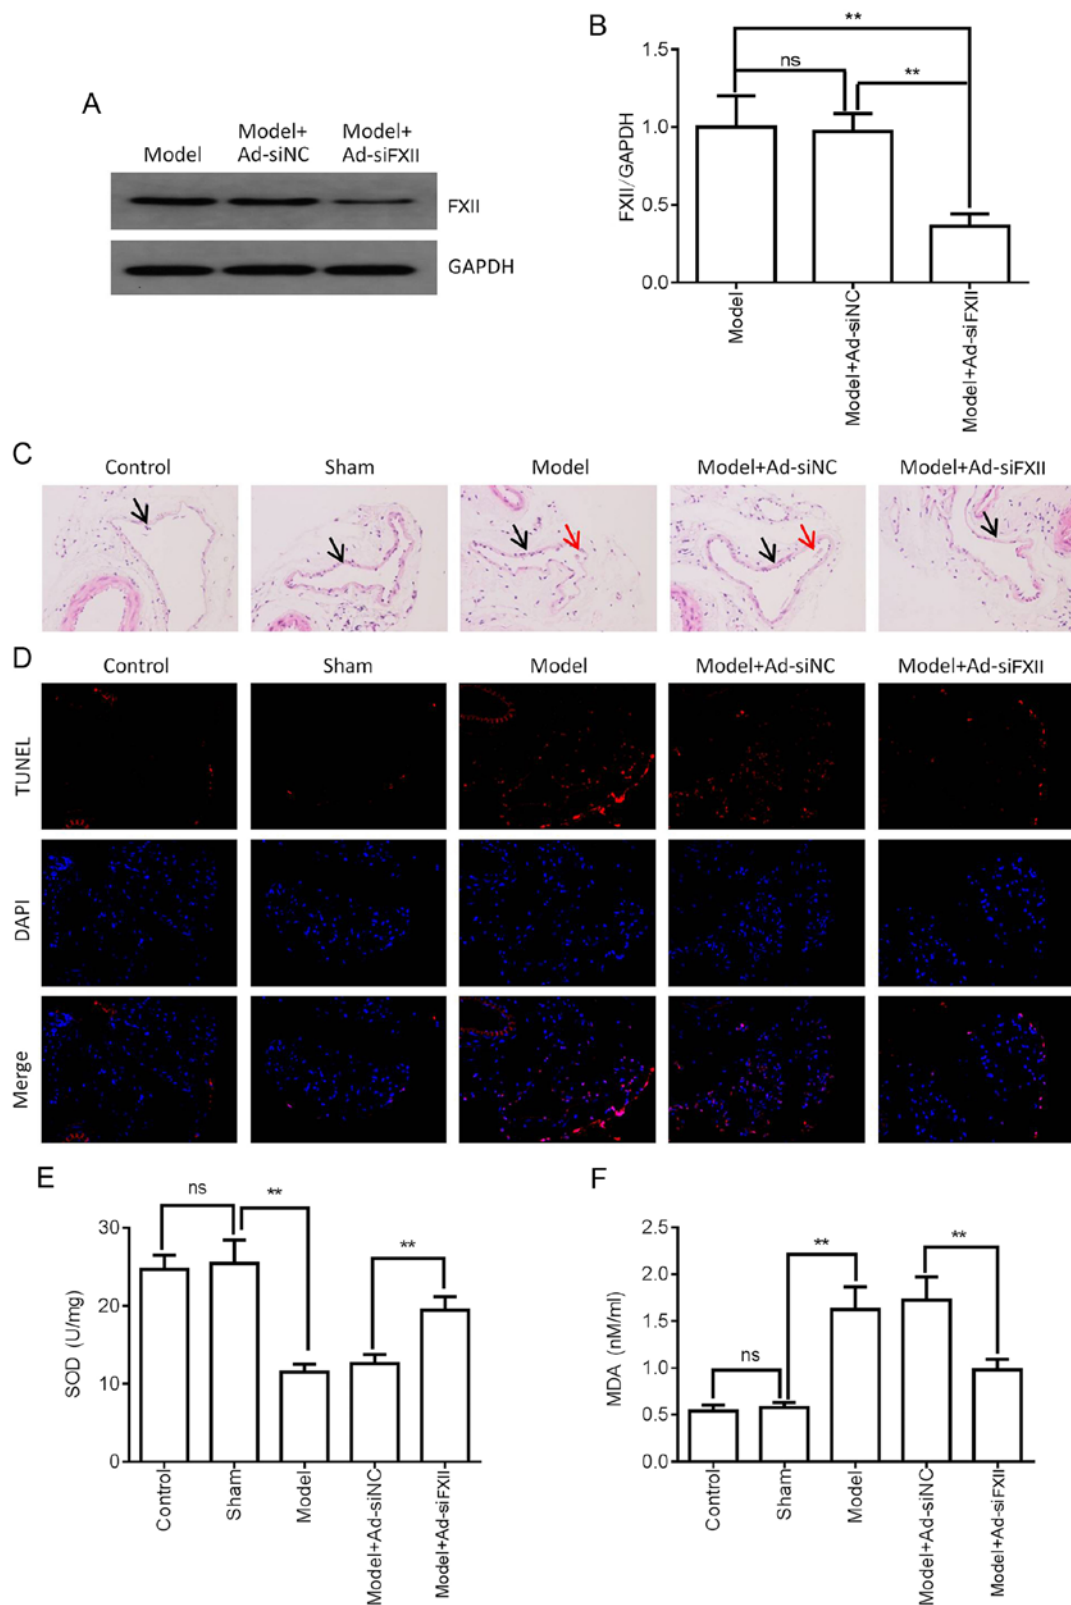 A
Model
Model+
Ad-siNC
Model+
Ad-siFXII
FXII
GAPDH
B
FXII/GAPDH
1.5
1.0
0.5
0.0
**
ns
**
Model
Model+Ad-siNC
Model+Ad-siFXII
C
Control
Sham
Model
Model+Ad-siNC
Model+Ad-siFXII
D
Control
Sham
Model
Model+Ad-siNC
Model+Ad-siFXII
TUNEL
DAPI
Merge
E
SOD (U/mg)
30
20
10
0
ns
**
**
Control
Sham
Model
Model+Ad-siNC
Model+Ad-siFXII
F
MDA (nM/ml)
2.5
2.0
1.5
1.0
0.5
0.0
ns
**
**
Control
Sham
Model
Model+Ad-siNC
Model+Ad-siFXII